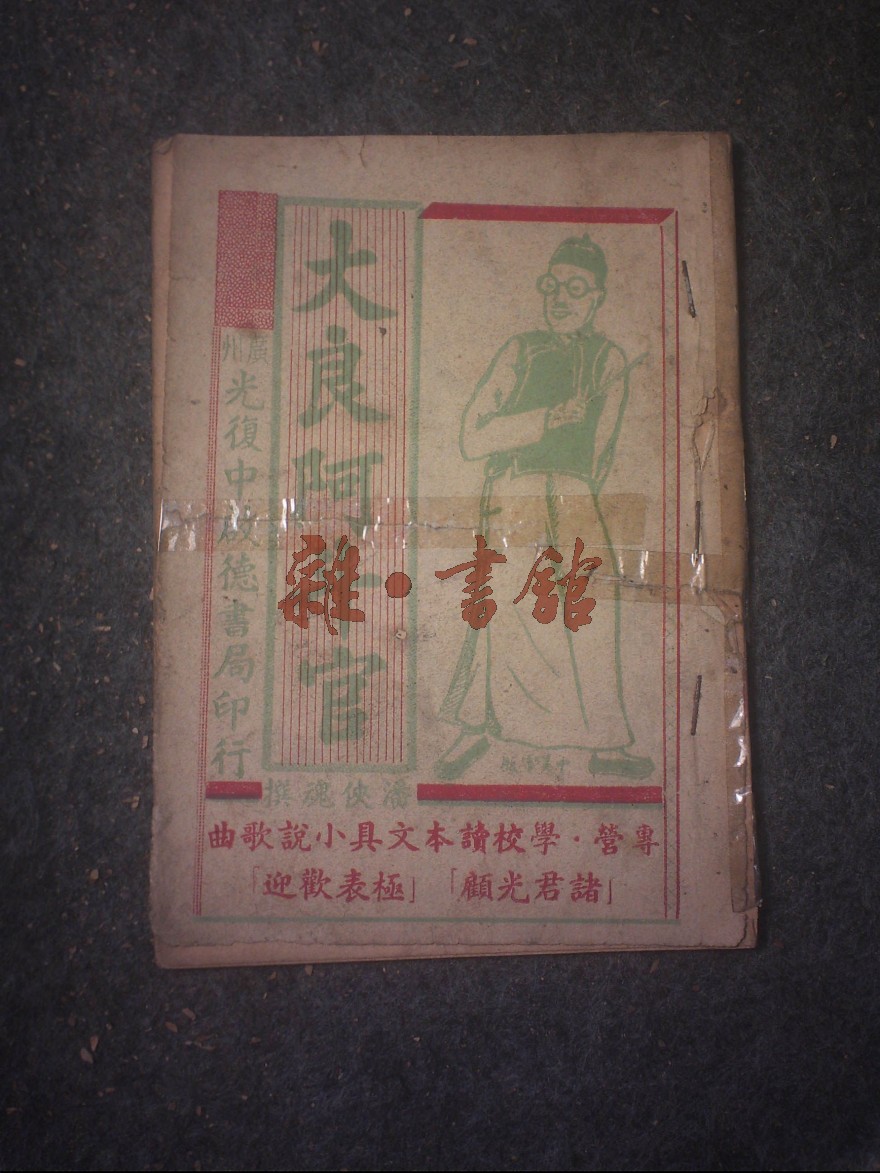 大良阿斗官
廣州
光復中啟德書局印行
潘俠魂撰
專營·學校讀本文具小說歌曲
「諸君光顧」「極表歡迎」
雜·書館